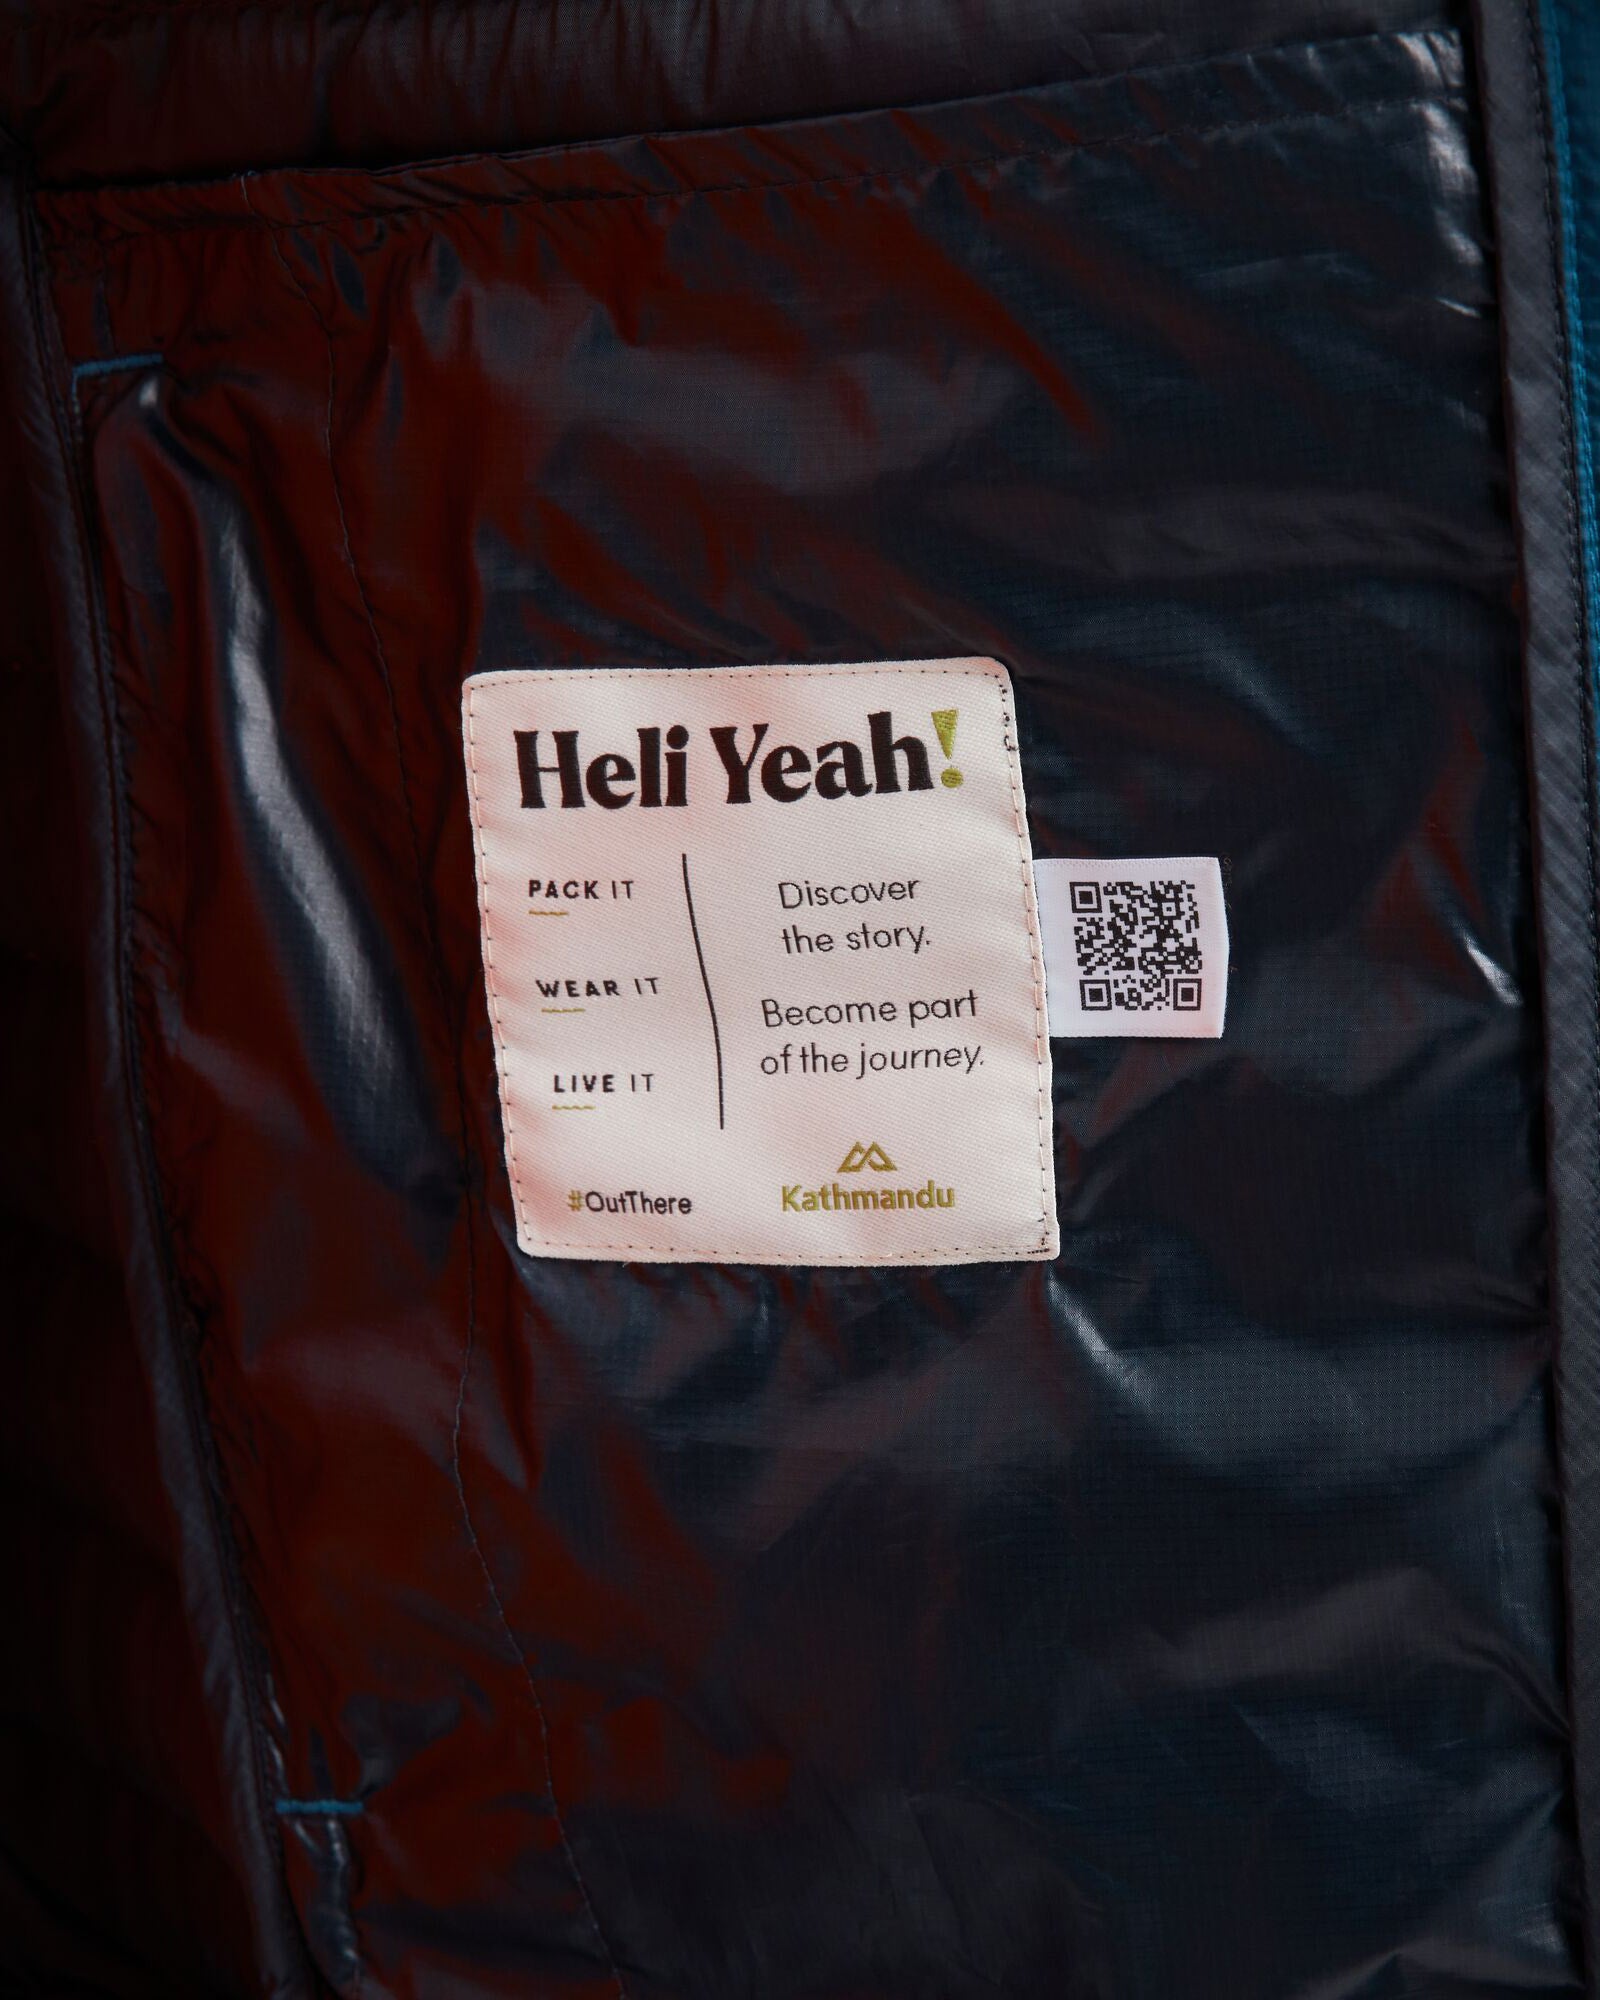 Heli Yeah!
PACK IT
WEAR IT
LIVE IT
Discover
the story.
Become part
of the journey.
#OutThere
Kathmandu